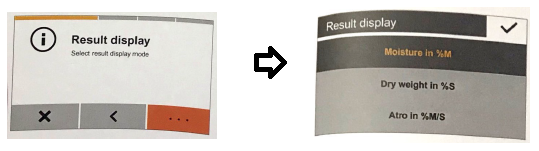 Result display
Select result display mode
Result display
Moisture in %M
Dry weight in %S
Atro in %M/S